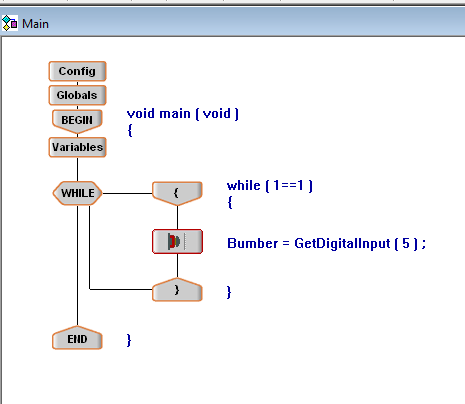 Main
Config
Globals
BEGIN void main ( void )
{
Variables
WHILE { while ( 1==1 )
{
Bumber = GetDigitalInput ( 5 ) ;
} }
END }